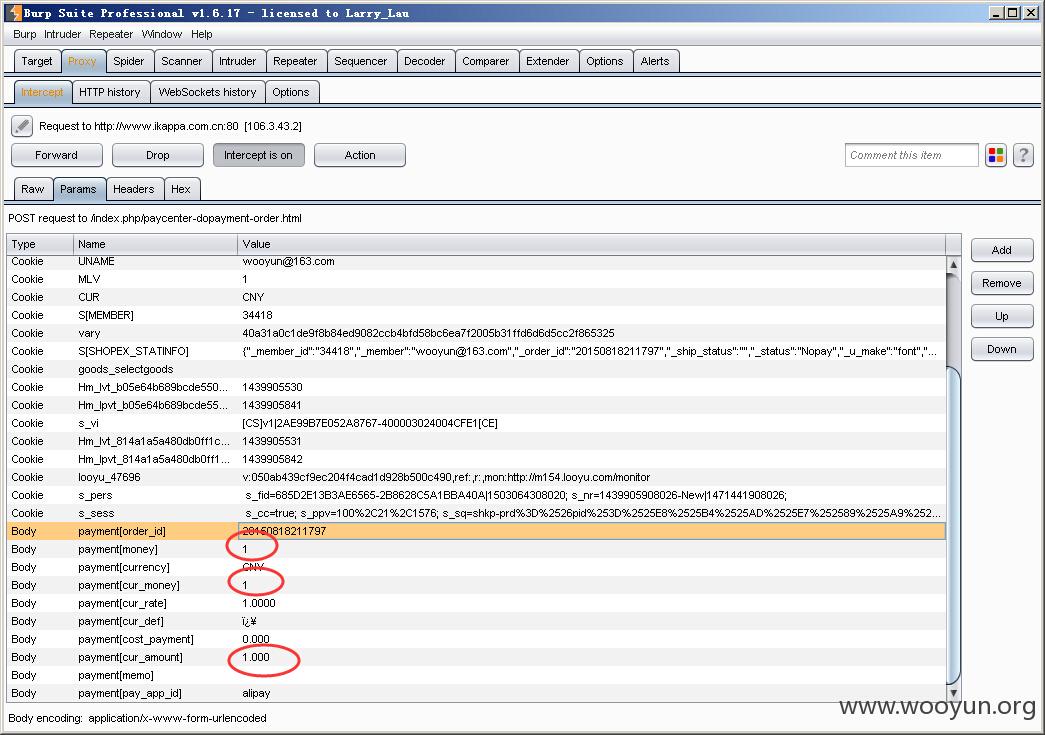 Burp Suite Professional v1.6.17 - licensed to Larry_Lau
Burp Intruder Repeater Window Help
Target Proxy Spider Scanner Intruder Repeater Sequencer Decoder Comparer Extender Options Alerts
Intercept HTTP history WebSockets history Options
Request to http://www.ikappa.com.cn:80 [106.3.43.2]
Forward Drop Intercept is on Action Comment this item ?
Raw Params Headers Hex
POST request to /index.php/paycenter-dopayment-order.html
Type Name Value
Cookie UNAME wooyun@163.com
Cookie MLV 1
Cookie CUR CNY
Cookie S[MEMBER] 34418
Cookie vary 40a31a0c1de9f8b84ed9082ccb4bfd58bc6ea7f2005b31ffd6d6d5cc2f865325
Cookie S[SHOPEX_STATINFO] {"_member_id":"34418","_member":"wooyun@163.com","_order_id":"20150818211797","_ship_status":"","_status":"Nopay","_u_make":"font","...
Cookie goods_selectgoods
Cookie Hm_lvt_b05e64b689bcde550... 1439905530
Cookie Hm_lpvt_b05e64b689bcde55... 1439905841
Cookie s_vi [CS]v1|2AE99B7E052A8767-400003024004CFE1[CE]
Cookie Hm_lvt_814a1a5a480db0ff1c... 1439905531
Cookie Hm_lpvt_814a1a5a480db0ff1... 1439905842
Cookie looyu_47696 v:050ab439cf9ec204f4cad1d928b500c490,ref:,r:,mon:http://m154.looyu.com/monitor
Cookie s_pers s_fid=685D2E13B3AE6565-2B8628C5A1BBA40A|1503064308020; s_nr=1439905908026-New|1471441908026;
Cookie s_sess s_cc=true; s_ppv=100%2C21%2C1576; s_sq=shkp-prd%3D%2526pid%253D%2525E8%2525B4%2525AD%2525E7%252589%2525A9%252...
Body payment[order_id] 20150818211797
Body payment[money] 1
Body payment[currency] CNY
Body payment[cur_money] 1
Body payment[cur_rate] 1.0000
Body payment[cur_def] ï¿¥
Body payment[cost_payment] 0.000
Body payment[cur_amount] 1.000
Body payment[memo]
Body payment[pay_app_id] alipay
Add
Remove
Up
Down
Body encoding: application/x-www-form-urlencoded
www.wooyun.org